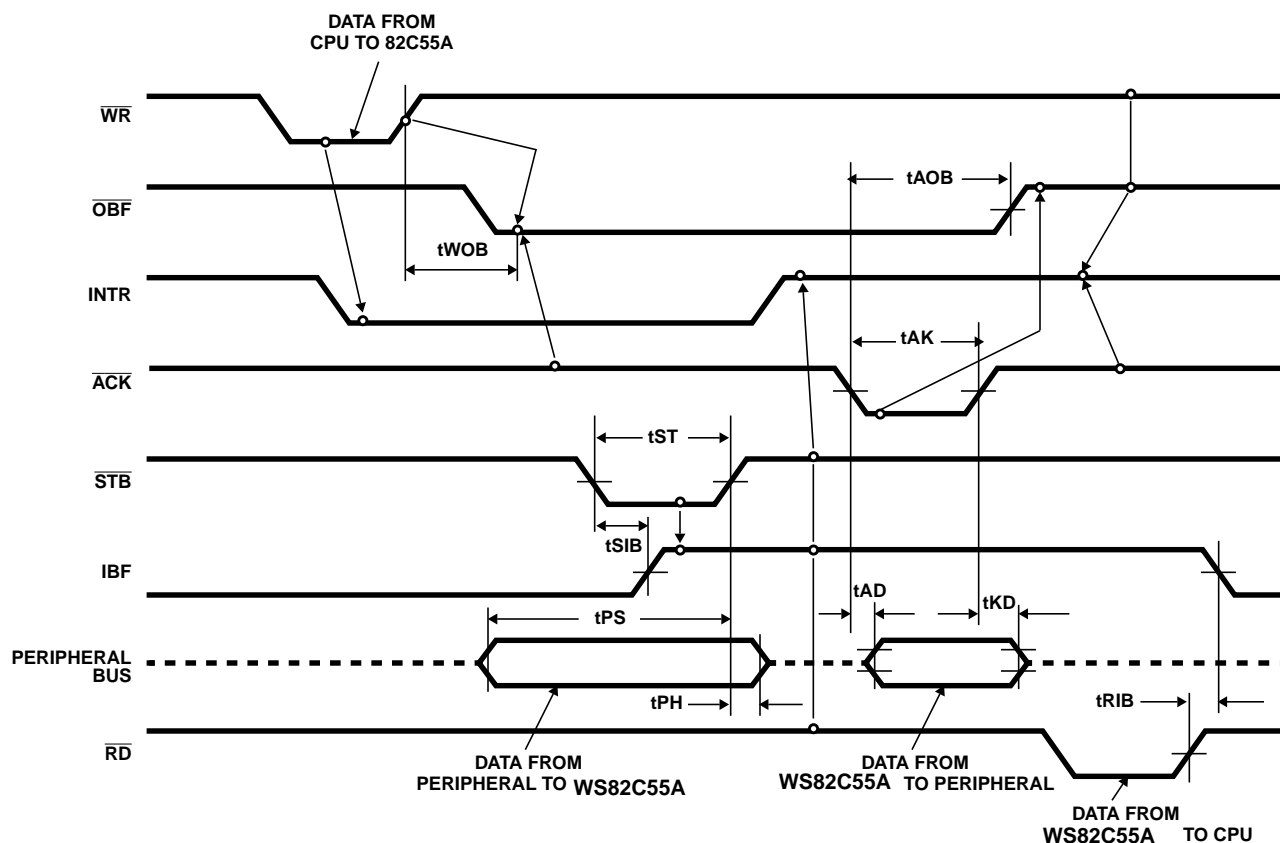 DATA FROM
CPU TO 82C55A
WR
OBF
tAOB
tWOB
INTR
tAK
ACK
tST
STB
tSIB
IBF
tAD
tKD
tPS
PERIPHERAL
BUS
tPH
tRIB
RD
DATA FROM
PERIPHERAL TO WS82C55A
DATA FROM
WS82C55A TO PERIPHERAL
DATA FROM
WS82C55A TO CPU